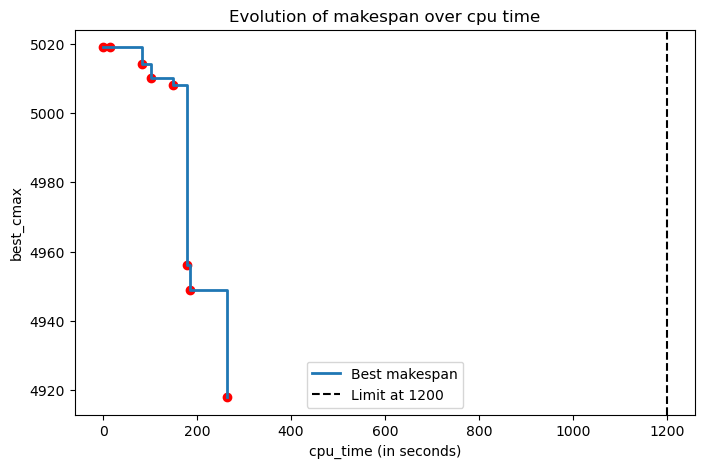 Evolution of makespan over cpu time
best_cmax
5020
5000
4980
4960
4940
4920
Best makespan
Limit at 1200
0 200 400 600 800 1000 1200
cpu_time (in seconds)